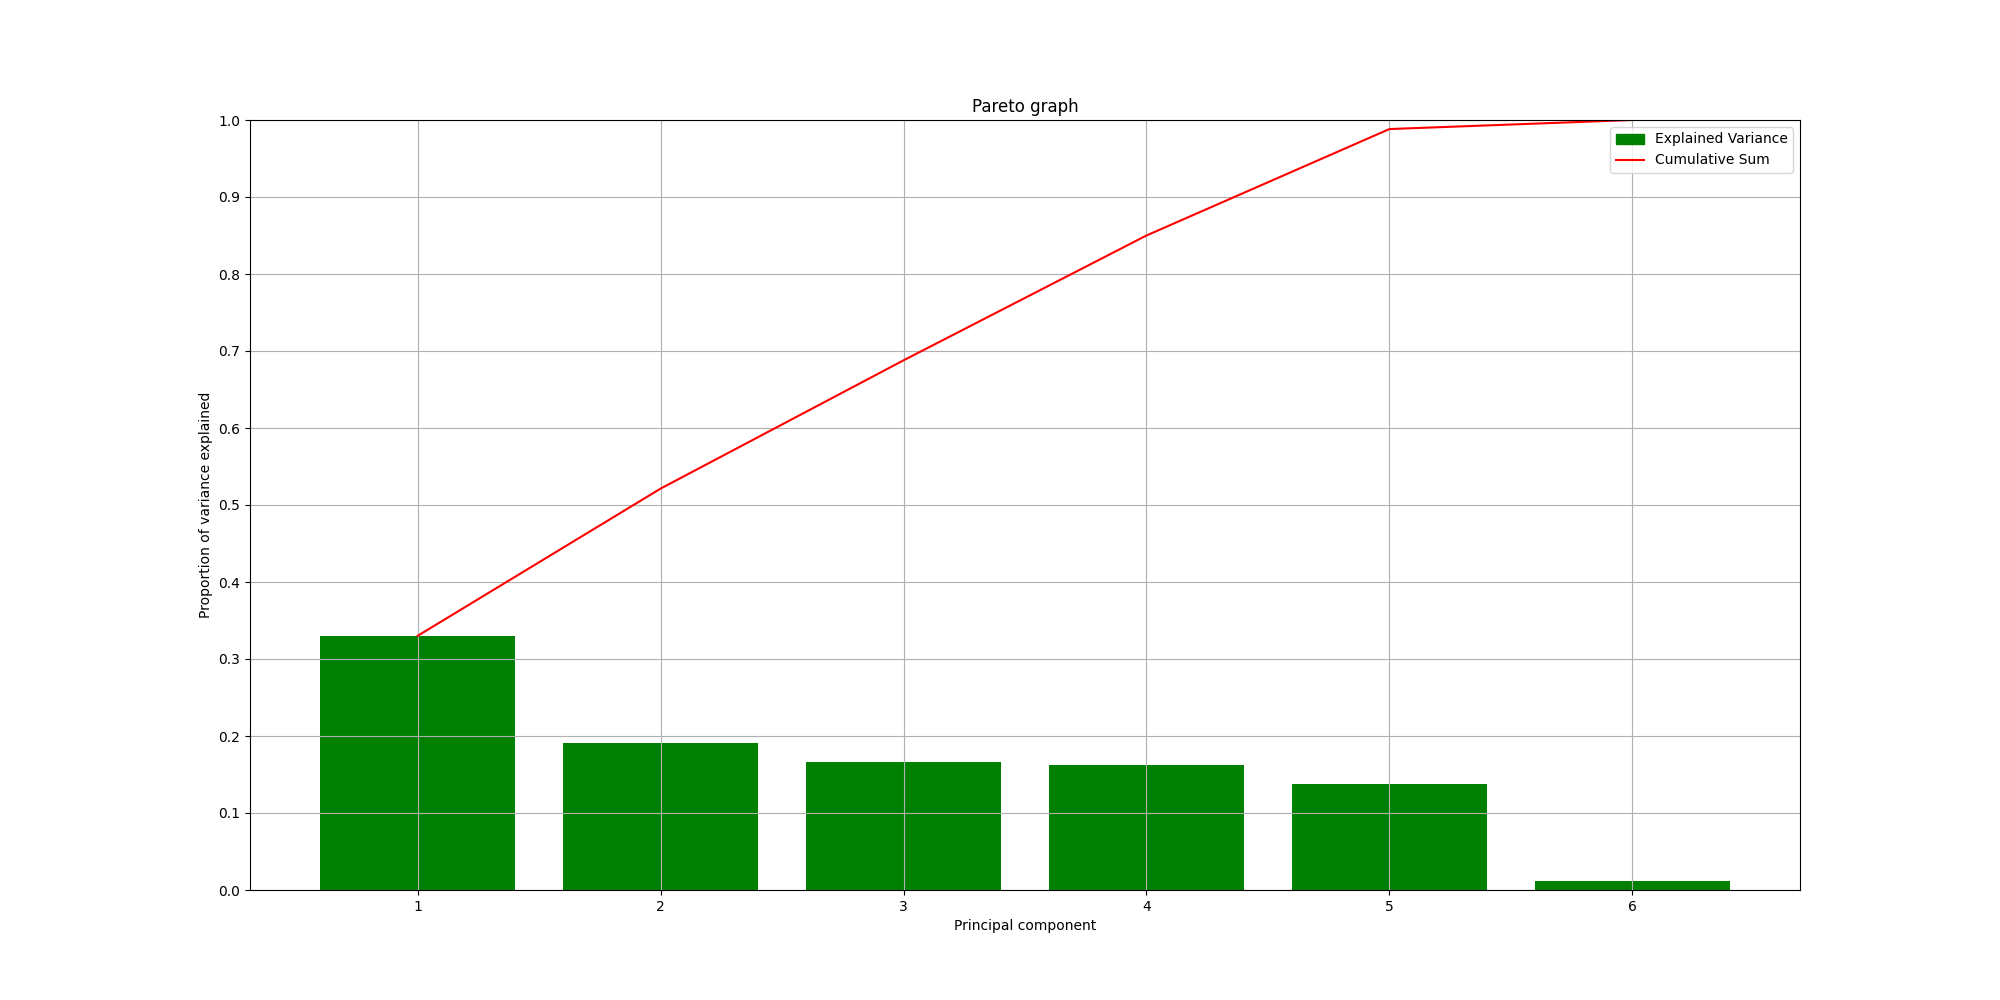 Pareto graph
Explained Variance
Cumulative Sum
1.0
0.9
0.8
0.7
0.6
0.5
0.4
0.3
0.2
0.1
0.0
Proportion of variance explained
1 2 3 4 5 6
Principal component